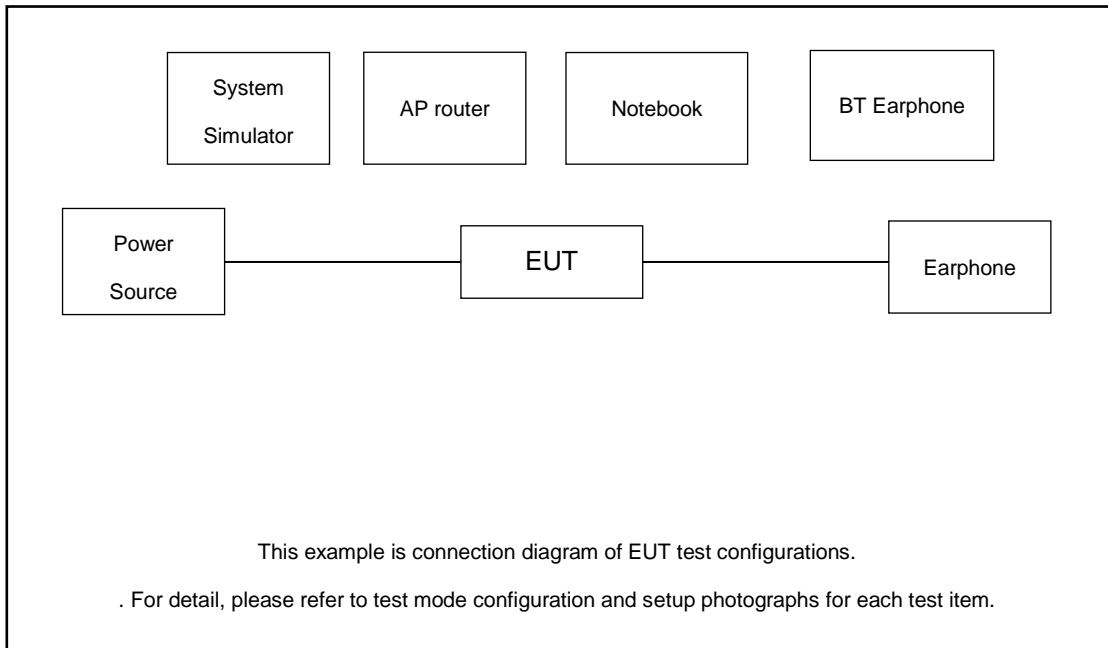 System
Simulator
AP router
Notebook
BT Earphone
Power
Source
EUT
Earphone
This example is connection diagram of EUT test configurations.
. For detail, please refer to test mode configuration and setup photographs for each test item.